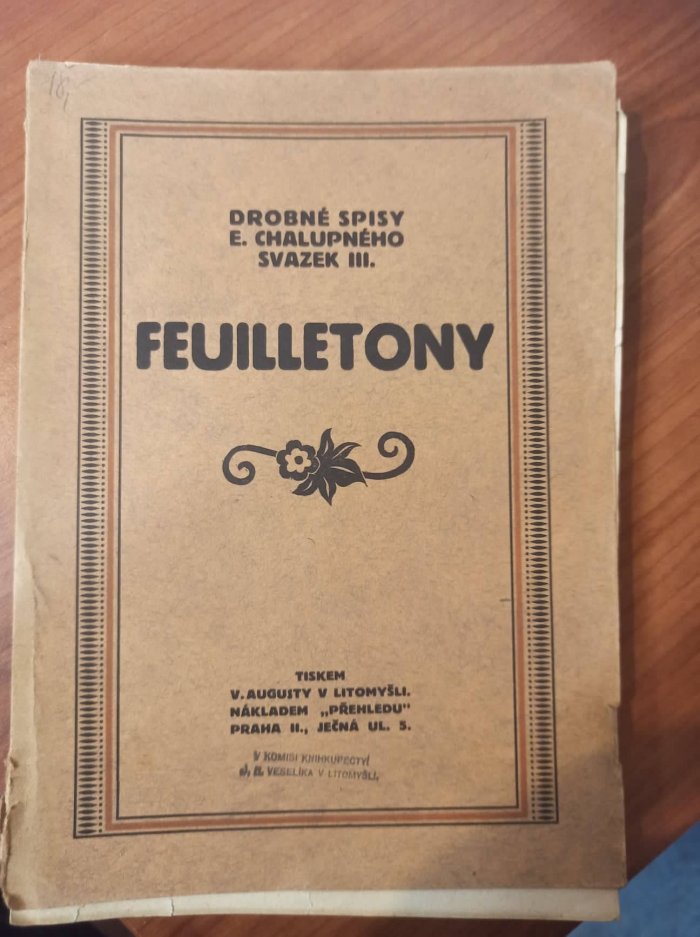 DROBNÉ SPISY
E. CHALUPNÉHO
SVAZEK III.
FEUILLETONY
TISKEM
V. AUGUSTY V LITOMYŠLI.
NÁKLADEM „PŘEHLEDU"
PRAHA II., JEČNÁ UL. 5.
V KOMISI KNIHKUPECTVÍ
J. R. VESELÍKA V LITOMYŠLI,